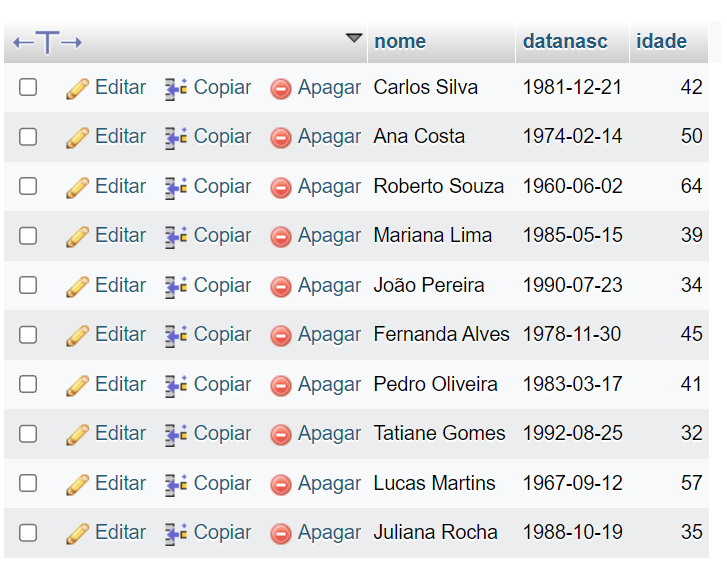 nome datanasc idade
Editar Copiar Apagar Carlos Silva 1981-12-21 42
Editar Copiar Apagar Ana Costa 1974-02-14 50
Editar Copiar Apagar Roberto Souza 1960-06-02 64
Editar Copiar Apagar Mariana Lima 1985-05-15 39
Editar Copiar Apagar João Pereira 1990-07-23 34
Editar Copiar Apagar Fernanda Alves 1978-11-30 45
Editar Copiar Apagar Pedro Oliveira 1983-03-17 41
Editar Copiar Apagar Tatiane Gomes 1992-08-25 32
Editar Copiar Apagar Lucas Martins 1967-09-12 57
Editar Copiar Apagar Juliana Rocha 1988-10-19 35